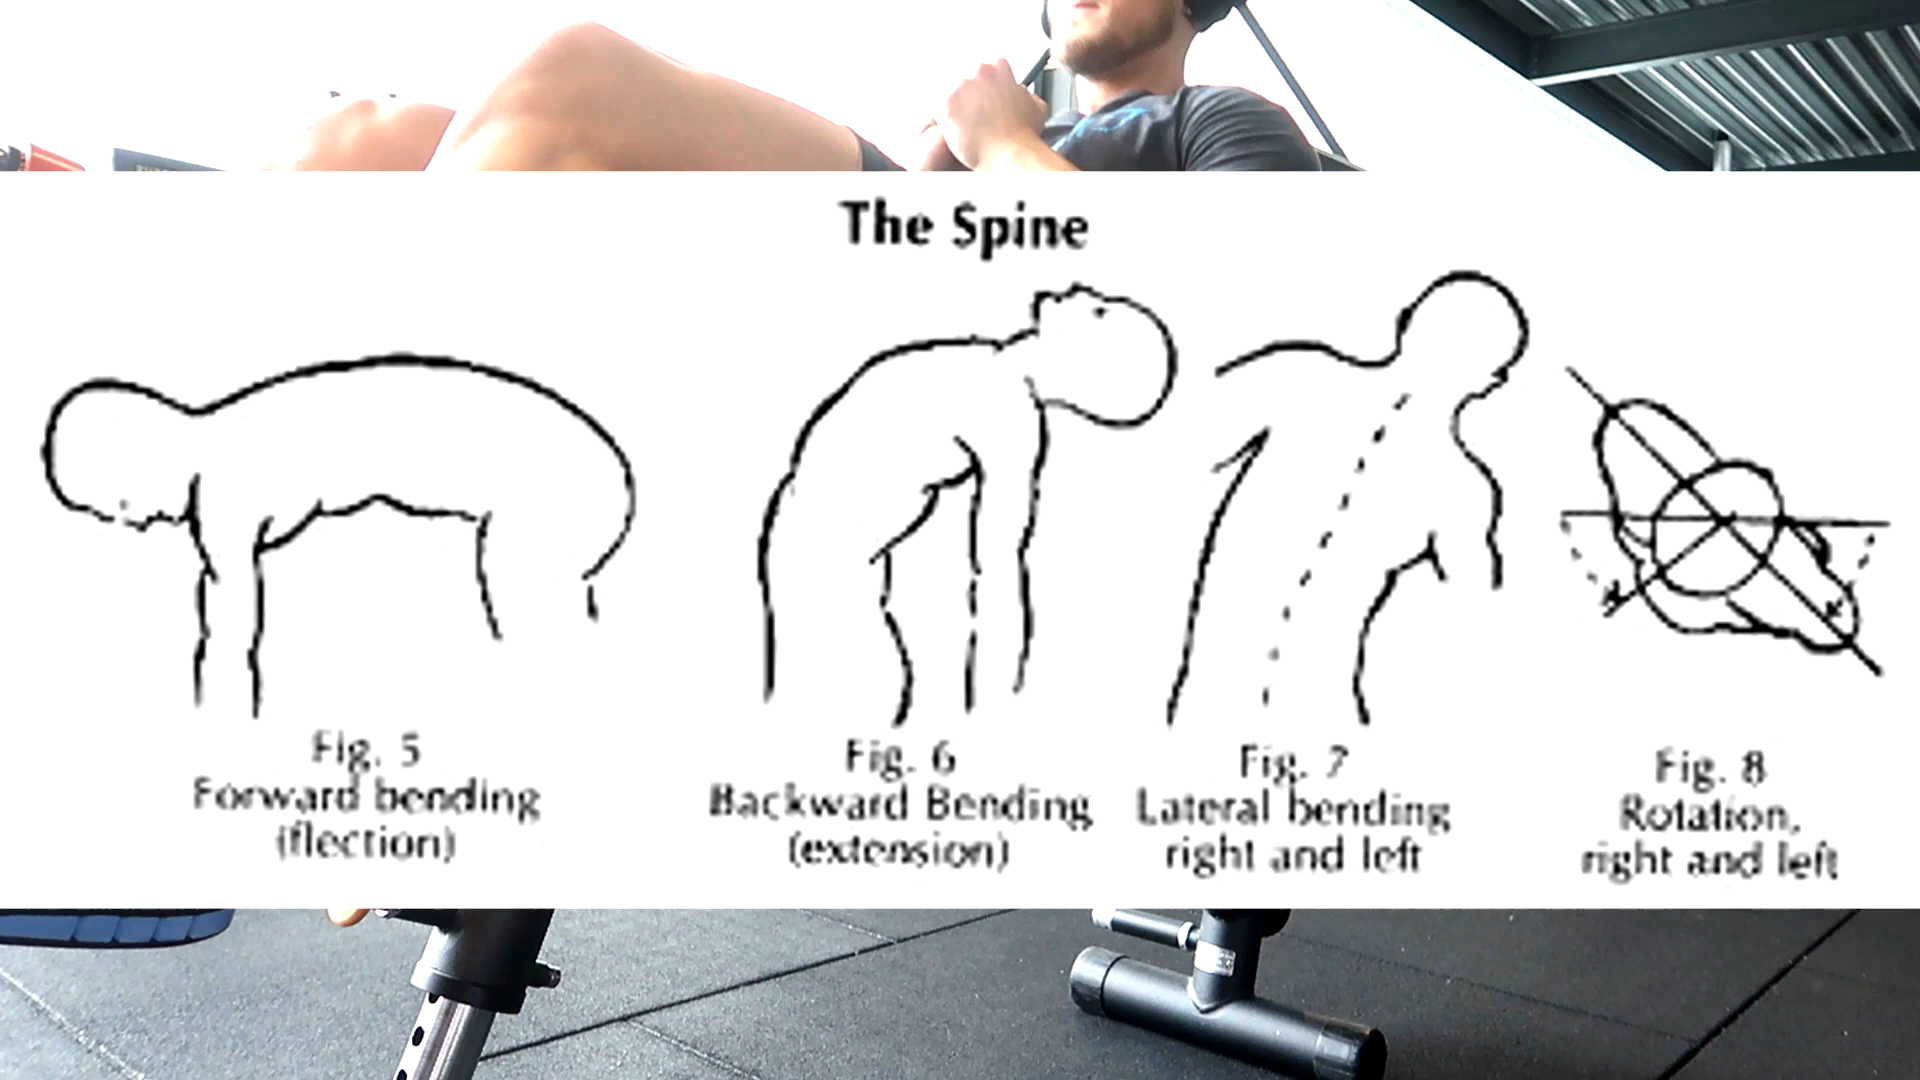 The Spine
Fig. 5
Forward bending
(flection)
Fig. 6
Backward Bending
(extension)
Fig. 7
Lateral bending
right and left
Fig. 8
Rotation,
right and left